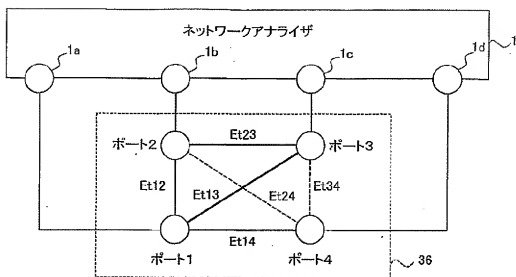 ネットワークアナライザ
1
1a
1b
1c
1d
ポート2
Et23
ポート3
Et12
Et13
Et24
Et34
Et14
ポート1
ポート4
36